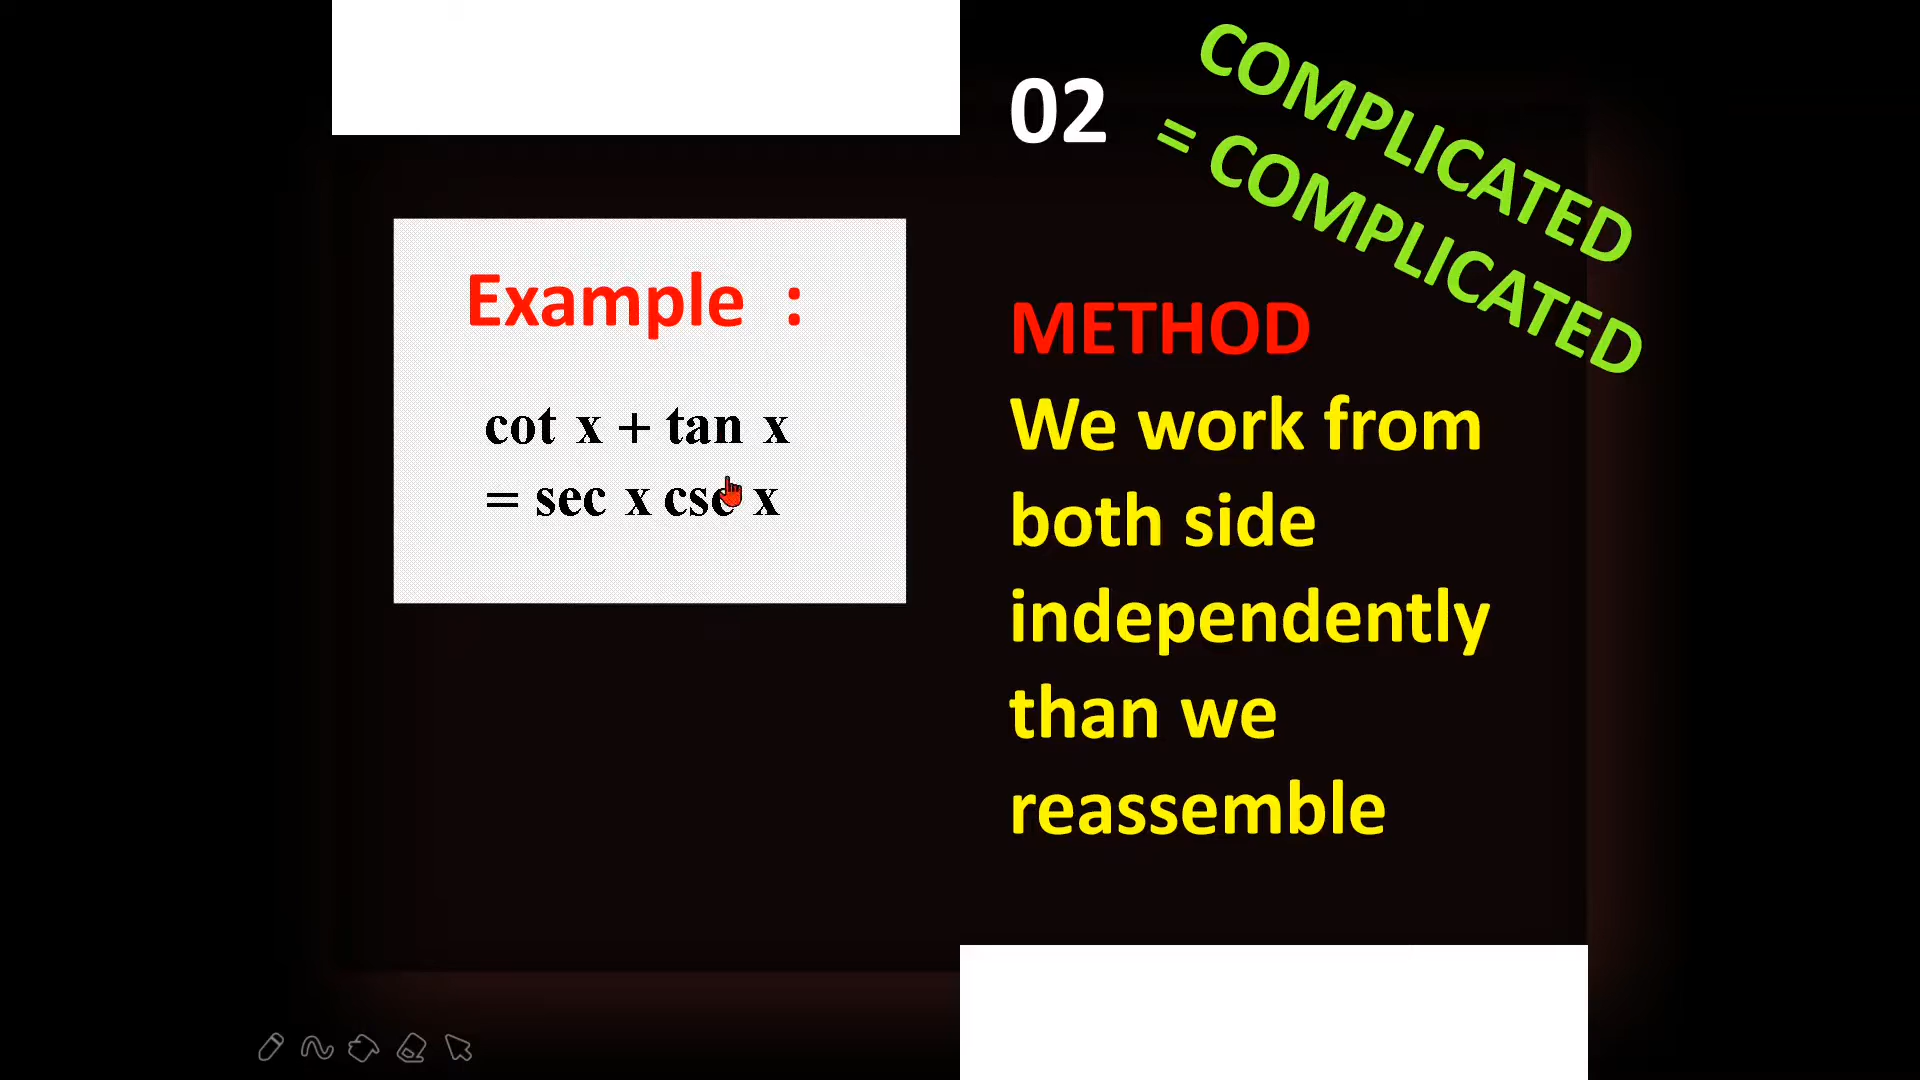 02
COMPLICATED
= COMPLICATED
Example :
cot x + tan x
= sec x csc x
METHOD
We work from
both side
independently
than we
reassemble